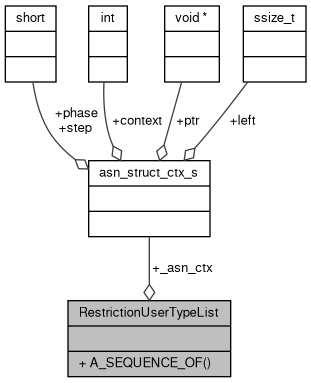 short
int
void *
ssize_t
+phase
+step
+context
+ptr
+left
asn_struct_ctx_s
+_asn_ctx
RestrictionUserTypeList
+ A_SEQUENCE_OF()